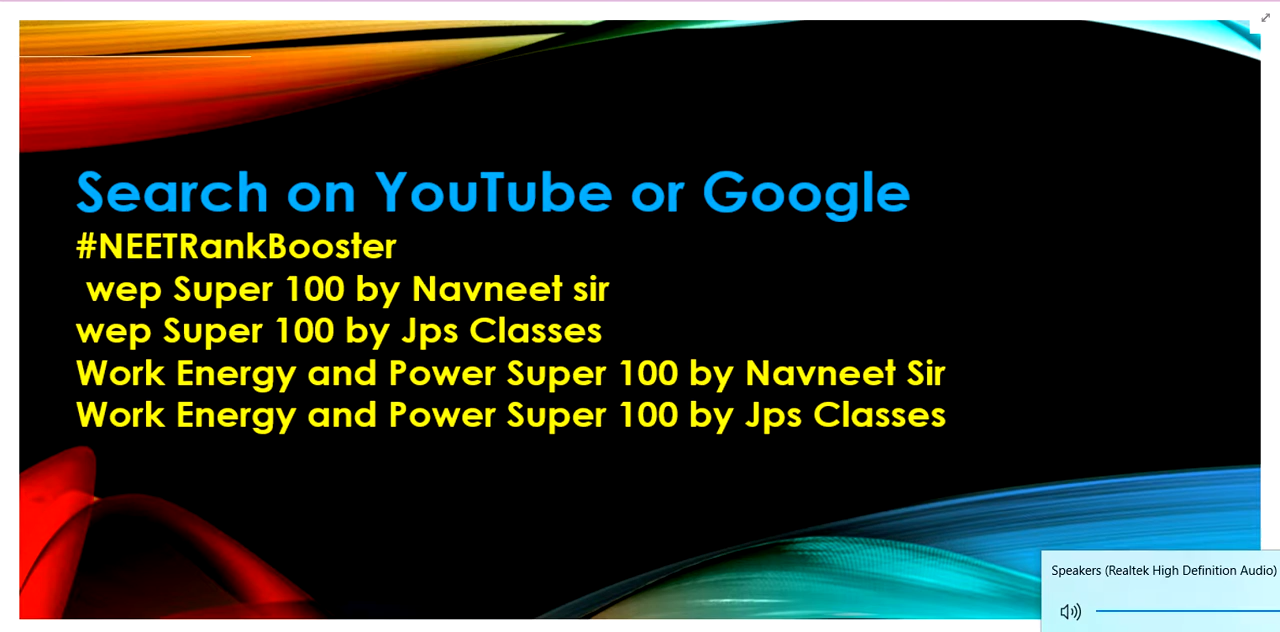 Search on YouTube or Google
#NEETRankBooster
wep Super 100 by Navneet sir
wep Super 100 by Jps Classes
Work Energy and Power Super 100 by Navneet Sir
Work Energy and Power Super 100 by Jps Classes
Speakers (Realtek High Definition Audio)